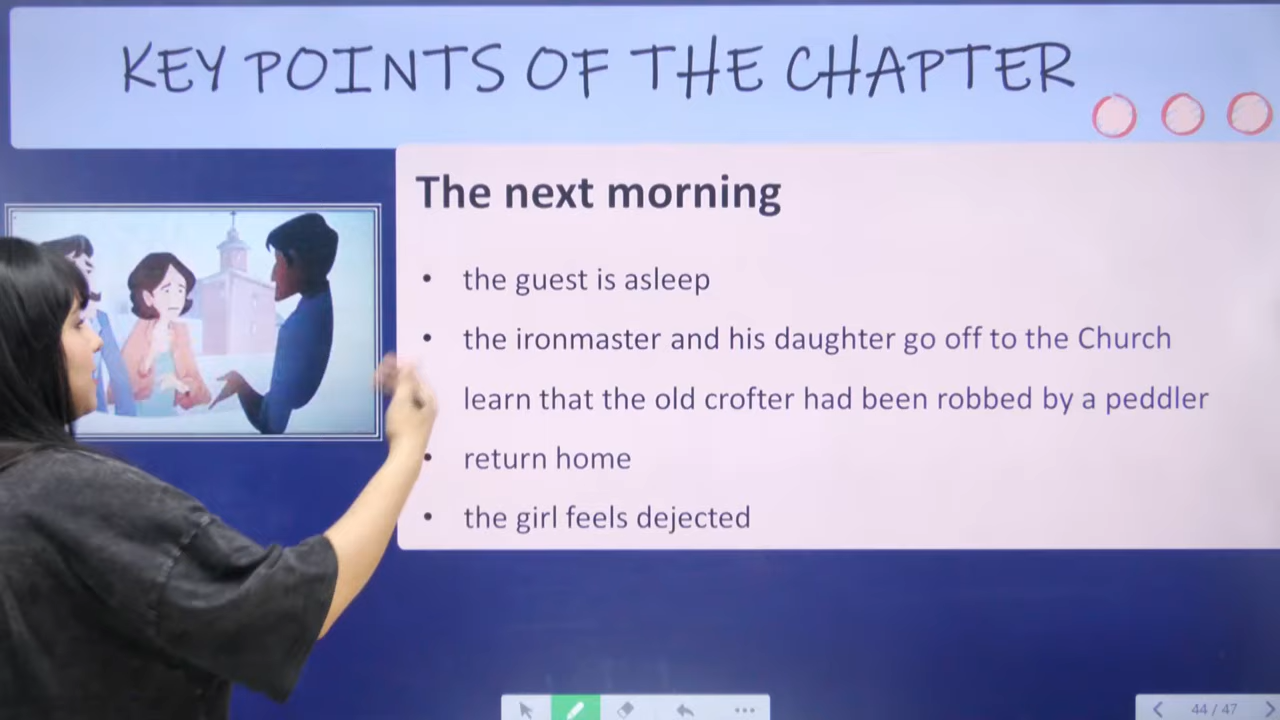 KEY POINTS OF THE CHAPTER
The next morning
• the guest is asleep
• the ironmaster and his daughter go off to the Church
learn that the old crofter had been robbed by a peddler
• return home
• the girl feels dejected
44 / 47